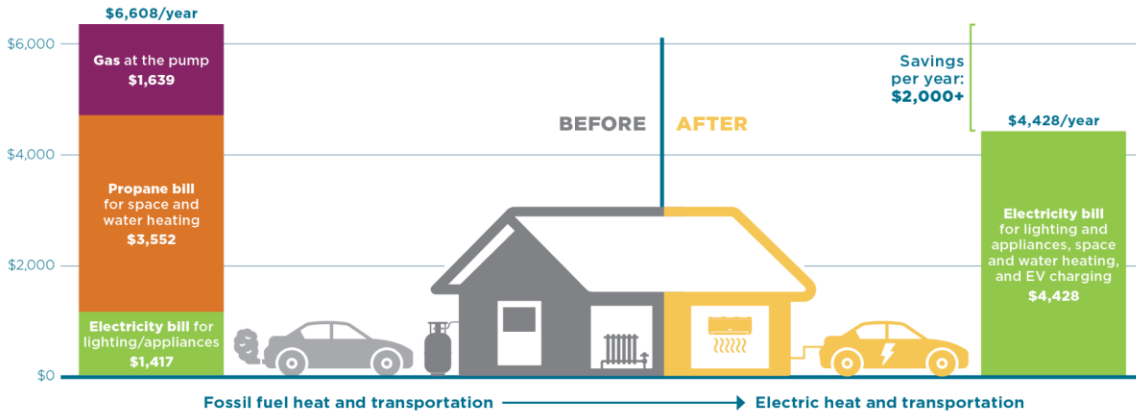 $6,608/year
$6,000
Gas at the pump
$1,639
Savings
per year:
$2,000+
BEFORE
AFTER
$4,428/year
$4,000
Propane bill
for space and
water heating
$3,552
Electricity bill
for lighting and
appliances, space
and water heating,
and EV charging
$4,428
$2,000
Electricity bill for
lighting/appliances
$1,417
$0
Fossil fuel heat and transportation
Electric heat and transportation